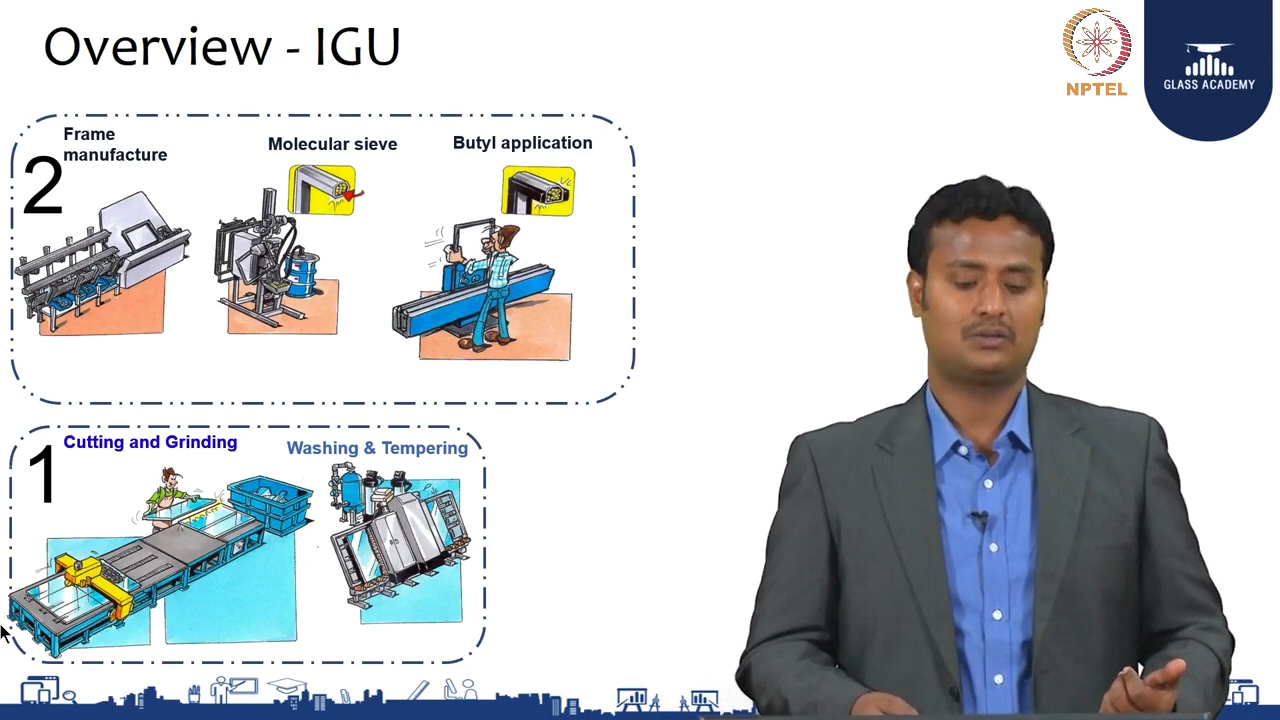 Overview - IGU
NPTEL
GLASS ACADEMY
2
Frame
manufacture
Molecular sieve
Butyl application
1
Cutting and Grinding
Washing & Tempering